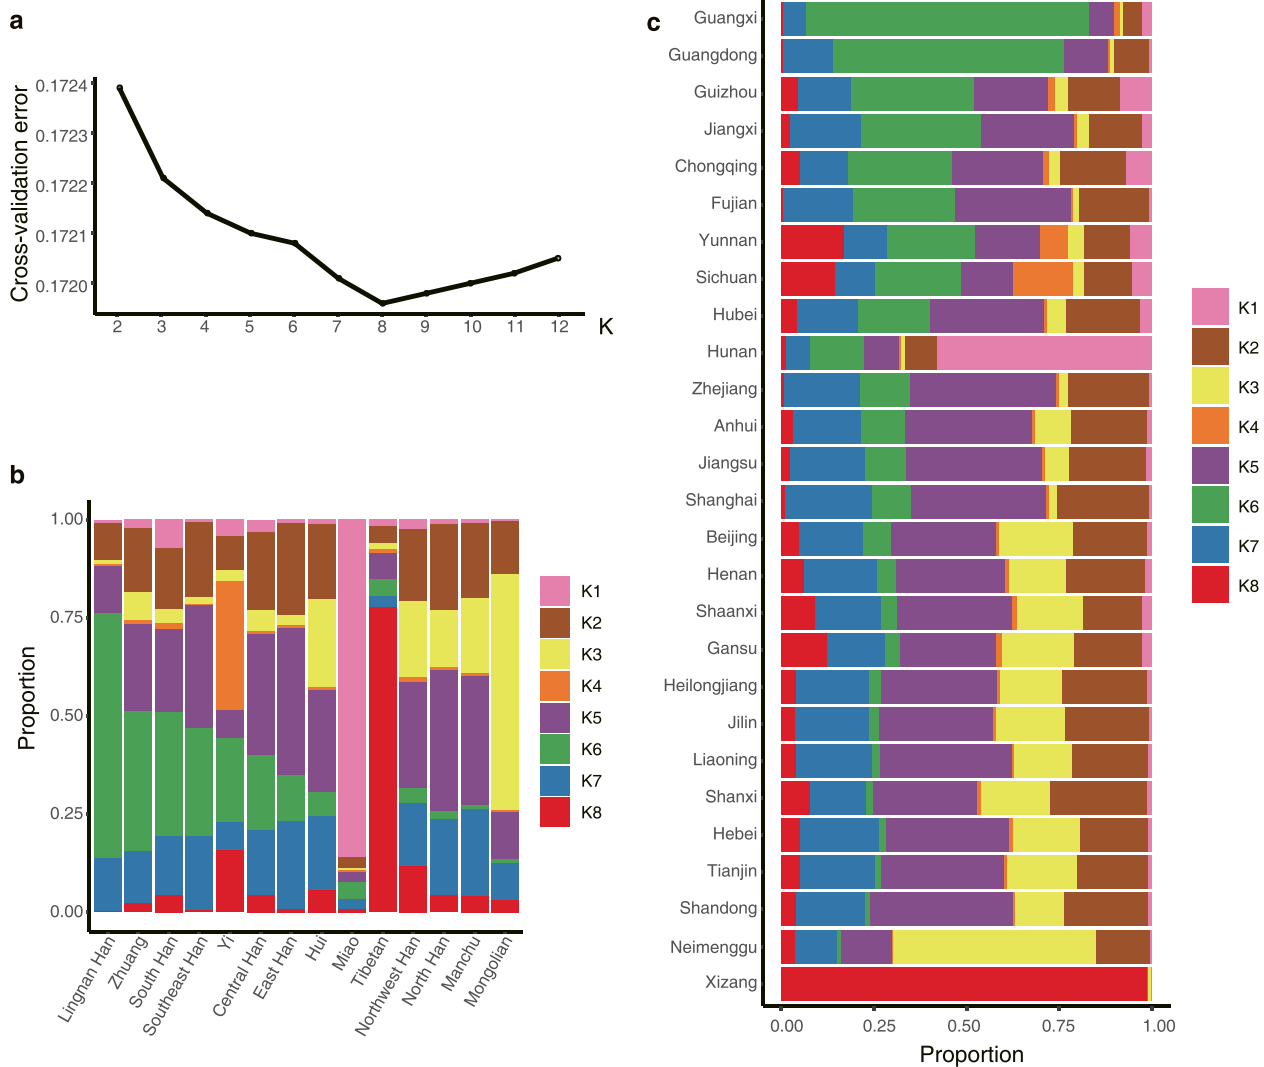 a
Cross-validation error
0.17224
0.17223
0.17222
0.17221
0.17220
2 3 4 5 6 7 8 9 10 11 12 K
b
Proportion
1.00
0.75
0.50
0.25
0.00
Lingnan Han
Zhuang
South Han
Southeast Han
Yi
Central Han
East Han
Hui
Miao
Tibetan
Northwest Han
North Han
Manchu
Mongolian
K1
K2
K3
K4
K5
K6
K7
K8
c
Guangxi
Guangdong
Guizhou
Jiangxi
Chongqing
Fujian
Yunnan
Sichuan
Hubei
Hunan
Zhejiang
Anhui
Jiangsu
Shanghai
Beijing
Henan
Shaanxi
Gansu
Heilongjiang
Jilin
Liaoning
Shanxi
Hebei
Tianjin
Shandong
Neimenggu
Xizang
0.00 0.25 0.50 0.75 1.00
Proportion
K1
K2
K3
K4
K5
K6
K7
K8